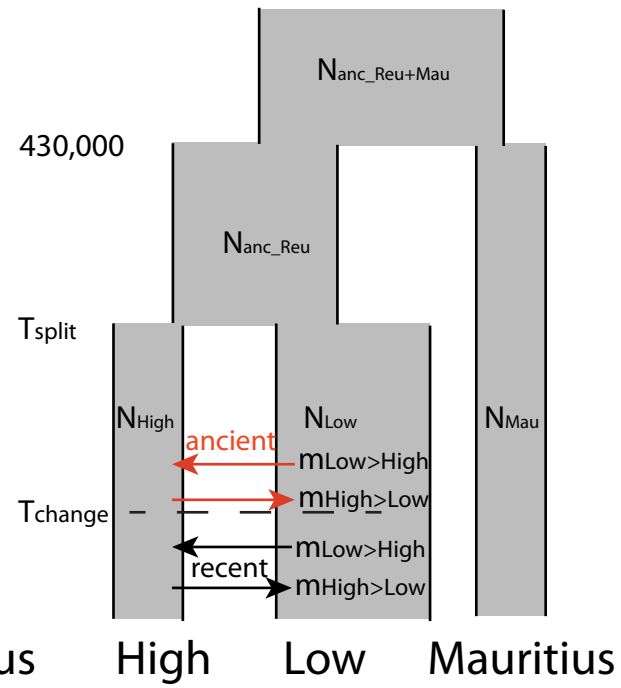 Nanc_Reu+Mau
430,000
Nanc_Reu
Tsplit
NHigh
NLow
NMau
ancient
mLow>High
mHigh>Low
Tchange
mLow>High
recent
mHigh>Low
us High Low Mauritius